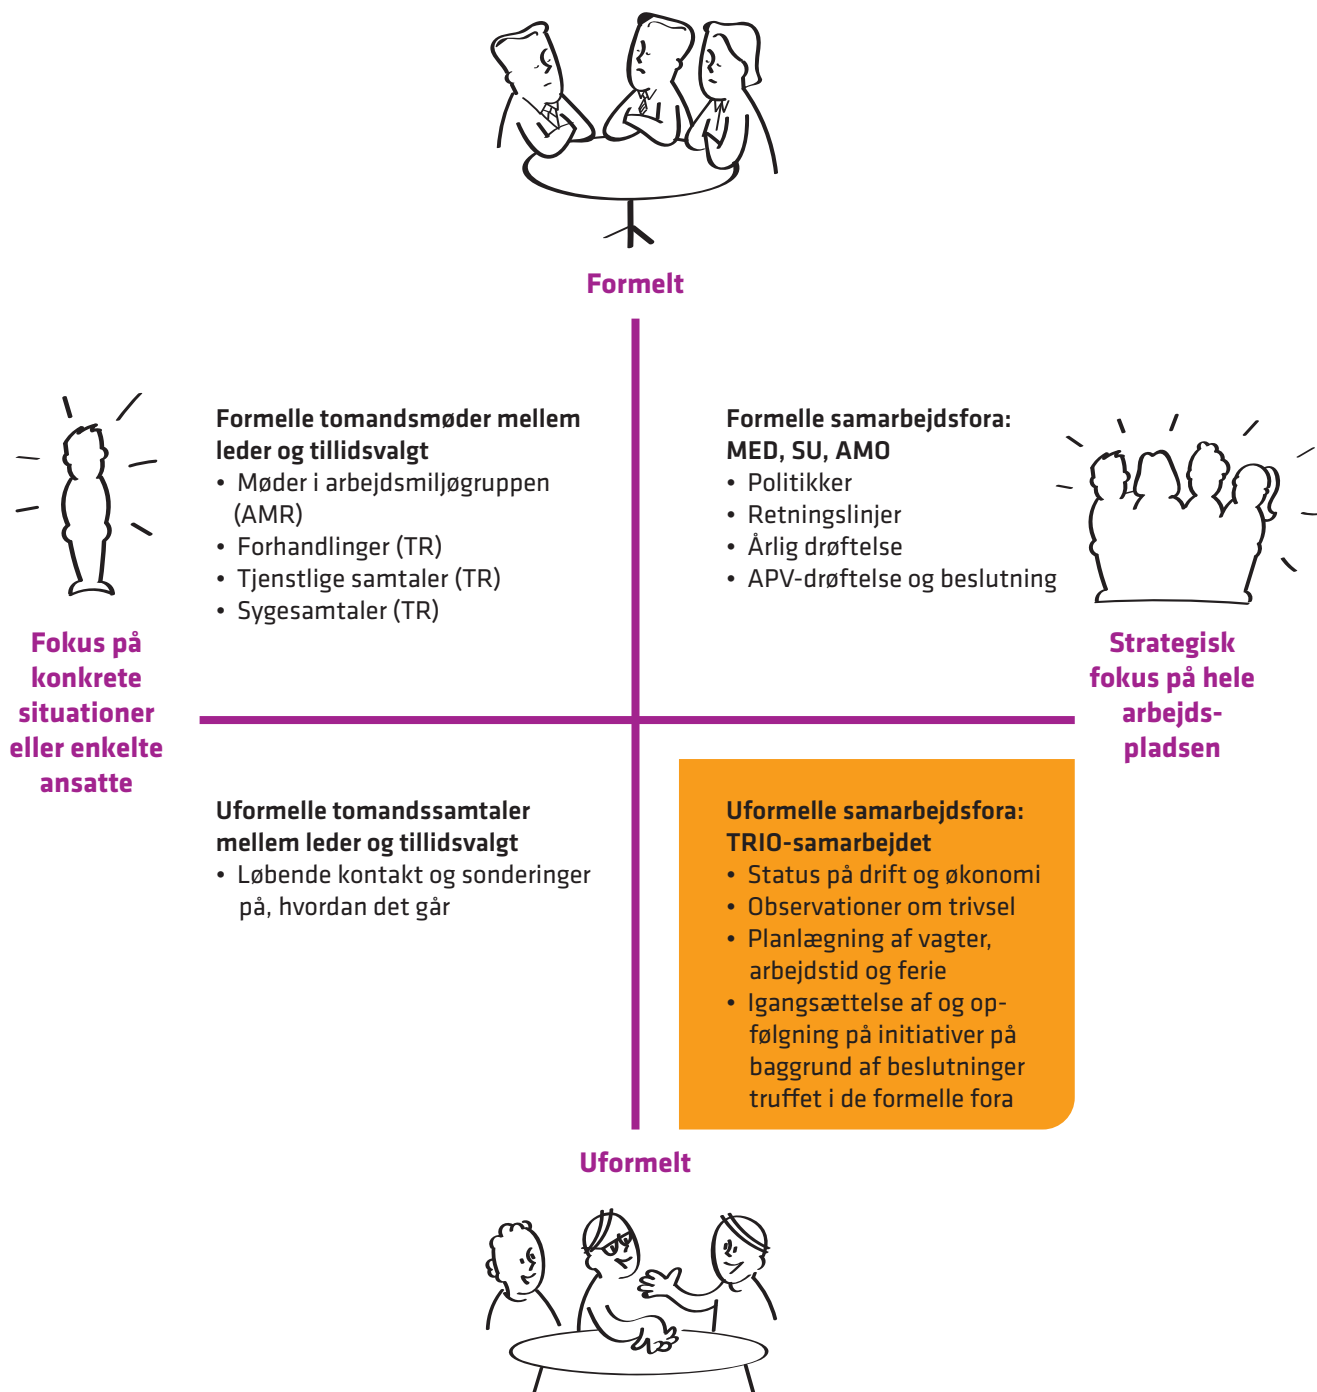 Formelt
Formelle tomandsmøder mellem
leder og tillidsvalgt
• Møder i arbejdsmiljøgruppen
(AMR)
• Forhandlinger (TR)
• Tjenstlige samtaler (TR)
• Sygesamtaler (TR)
Formelle samarbejdsfora:
MED, SU, AMO
• Politikker
• Retningslinjer
• Årlig drøftelse
• APV-drøftelse og beslutning
Fokus på
konkrete
situationer
eller enkelte
ansatte
Strategisk
fokus på hele
arbejds-
pladsen
Uformelle tomandssamtaler
mellem leder og tillidsvalgt
• Løbende kontakt og sonderinger
på, hvordan det går
Uformelle samarbejdsfora:
TRIO-samarbejdet
• Status på drift og økonomi
• Observationer om trivsel
• Planlægning af vagter,
arbejdstid og ferie
• Igangsættelse af og op-
følgning på initiativer på
baggrund af beslutninger
truffet i de formelle fora
Uformelt